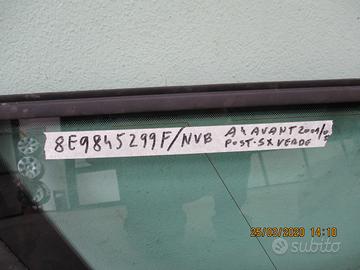 8E9845299F/NVB
A4 AVANT 2001/05
POST-SX VERDE
25/03/2020 14:10
subito